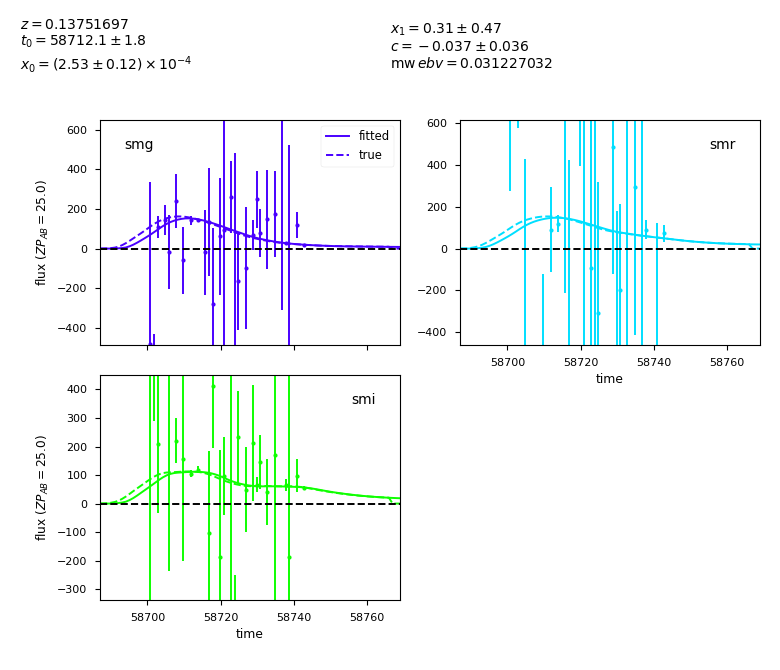 z = 0.13751697
t₀ = 58712.1 ± 1.8
x₀ = (2.53 ± 0.12) × 10⁻⁴
x₁ = 0.31 ± 0.47
c = −0.037 ± 0.036
mw ebv = 0.031227032
smg
fitted
true
600
400
200
0
−200
−400
flux (ZP_AB = 25.0)
smr
600
400
200
0
−200
−400
58700 58720 58740 58760
time
smi
400
300
200
100
0
−100
−200
−300
flux (ZP_AB = 25.0)
58700 58720 58740 58760
time